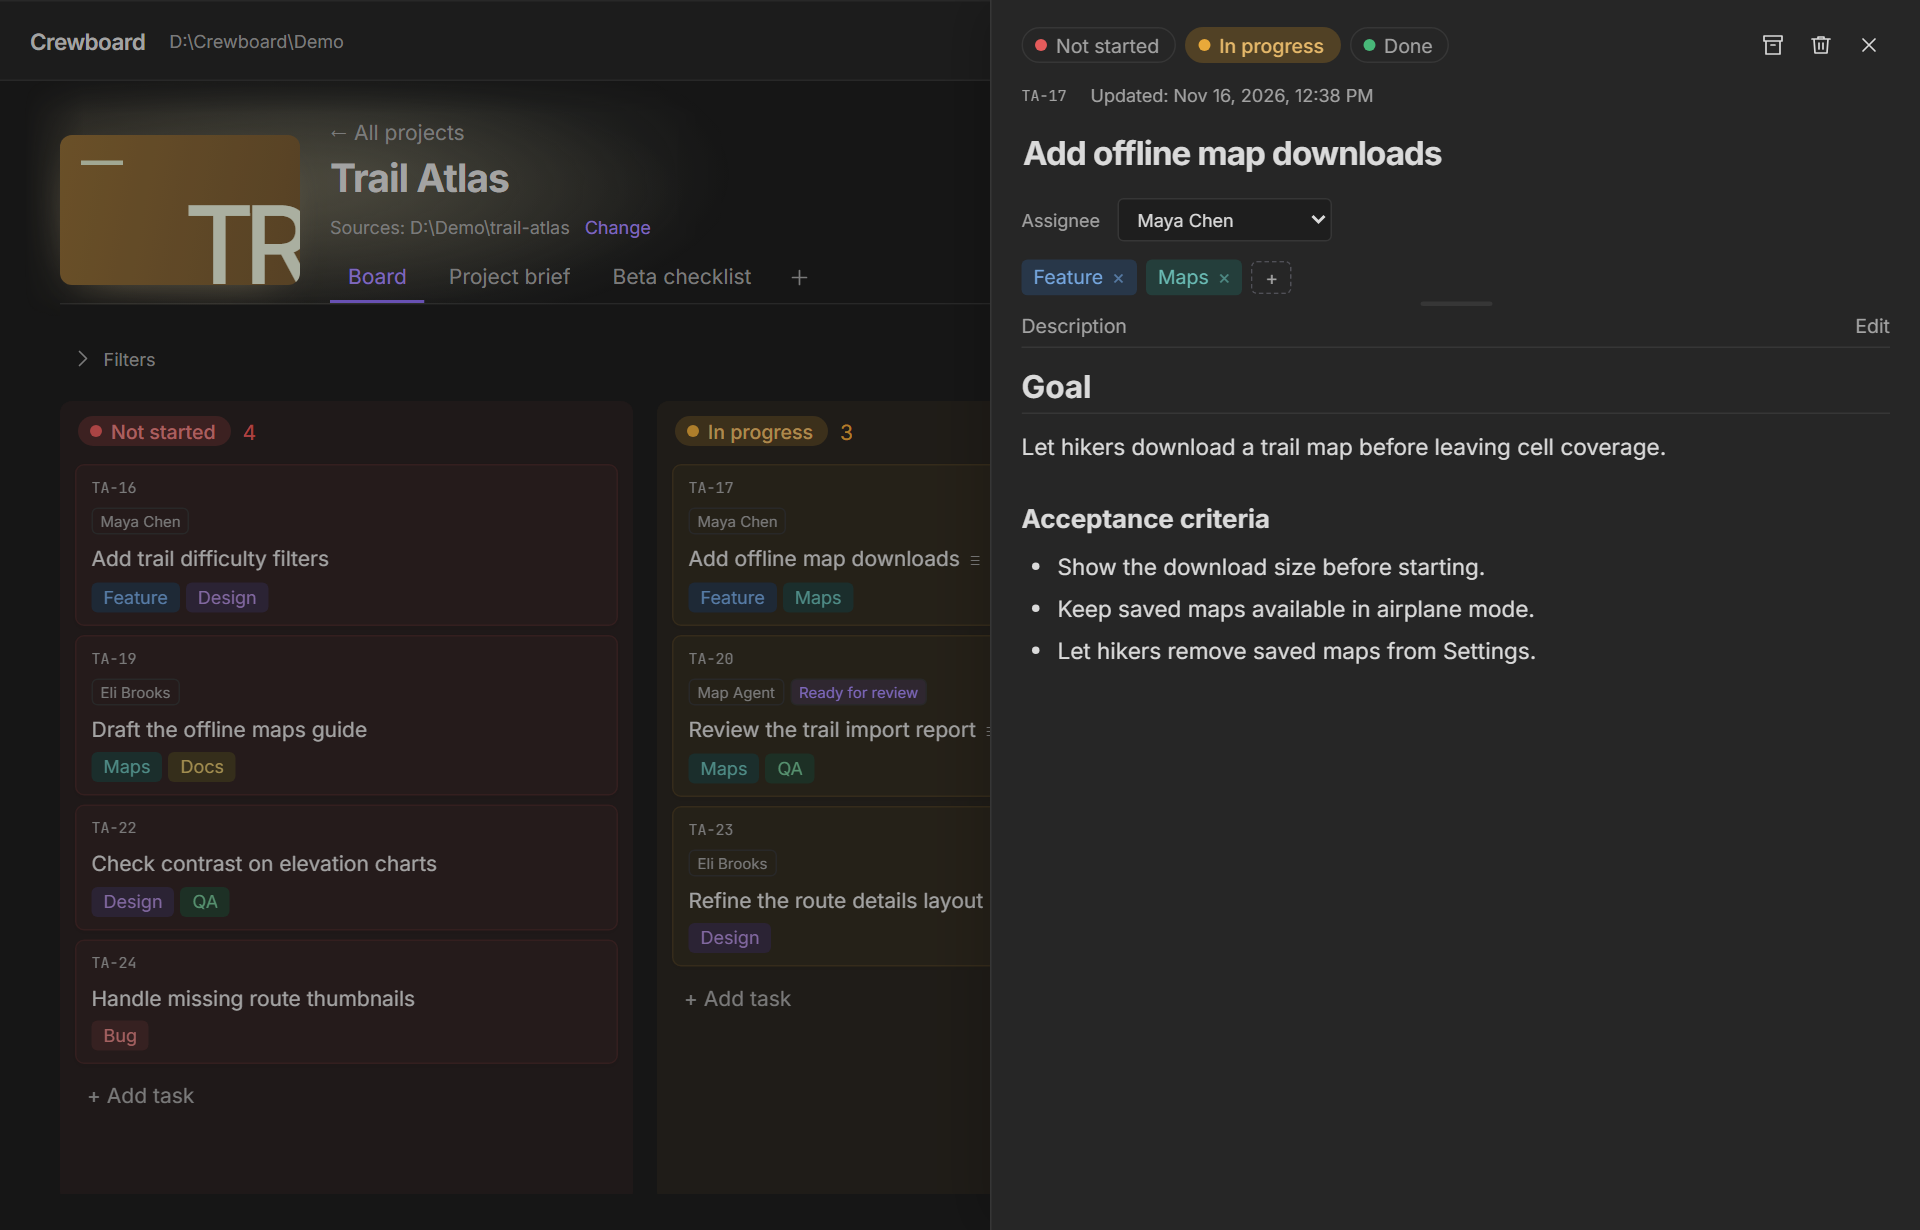 Crewboard D:\Crewboard\Demo
← All projects
TR
Trail Atlas
Sources: D:\Demo\trail-atlas Change
Board Project brief Beta checklist +
Filters
Not started 4
TA-16
Maya Chen
Add trail difficulty filters
Feature Design
TA-19
Eli Brooks
Draft the offline maps guide
Maps Docs
TA-22
Check contrast on elevation charts
Design QA
TA-24
Handle missing route thumbnails
Bug
+ Add task
In progress 3
TA-17
Maya Chen
Add offline map downloads
Feature Maps
TA-20
Map Agent Ready for review
Review the trail import report
Maps QA
TA-23
Eli Brooks
Refine the route details layout
Design
+ Add task
Not started In progress Done
TA-17 Updated: Nov 16, 2026, 12:38 PM
Add offline map downloads
Assignee Maya Chen
Feature × Maps × +
Description Edit
Goal
Let hikers download a trail map before leaving cell coverage.
Acceptance criteria
• Show the download size before starting.
• Keep saved maps available in airplane mode.
• Let hikers remove saved maps from Settings.